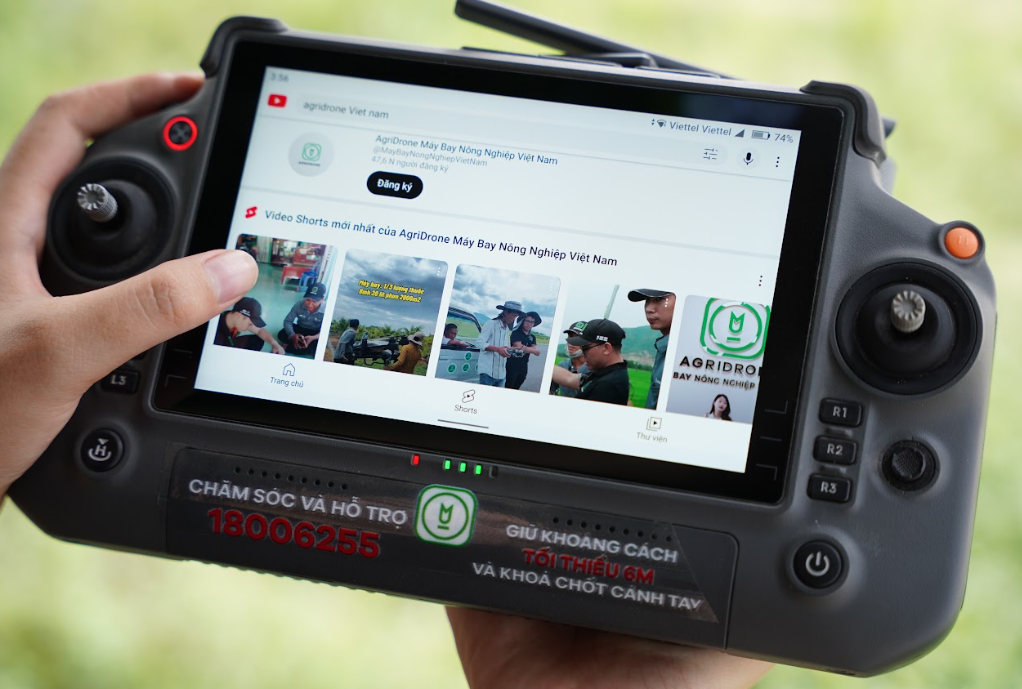 3:56
Viettel Viettel 74%
agridrone Viet nam
AgriDrone Máy Bay Nông Nghiệp Việt Nam
@MayBayNongNghiepVietNam
47,6 N người đăng ký
Đăng ký
Video Shorts mới nhất của AgriDrone Máy Bay Nông Nghiệp Việt Nam
Máy bay - 1/3 lượng thuốc
bình 30 lít phun 2000m2
AGRIDRO
BAY NÔNG NGHIỆP
Trang chủ
Shorts
Thư viện
L3
R1
R2
R3
H
CHĂM SÓC VÀ HỖ TRỢ
18006255
GIỮ KHOẢNG CÁCH
TỐI THIỂU 6M
VÀ KHOÁ CHỐT CÁNH TAY